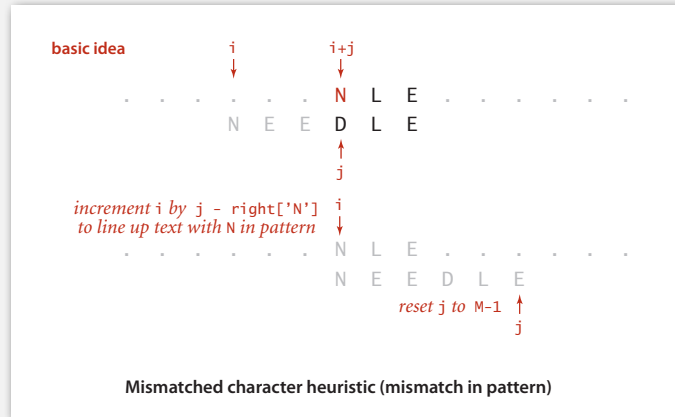 basic idea i i+j
. . . . . . N L E . . . . . .
N E E D L E
j
increment i by j - right['N'] i
to line up text with N in pattern
. . . . . . N L E . . . . . .
N E E D L E
reset j to M-1
j
Mismatched character heuristic (mismatch in pattern)